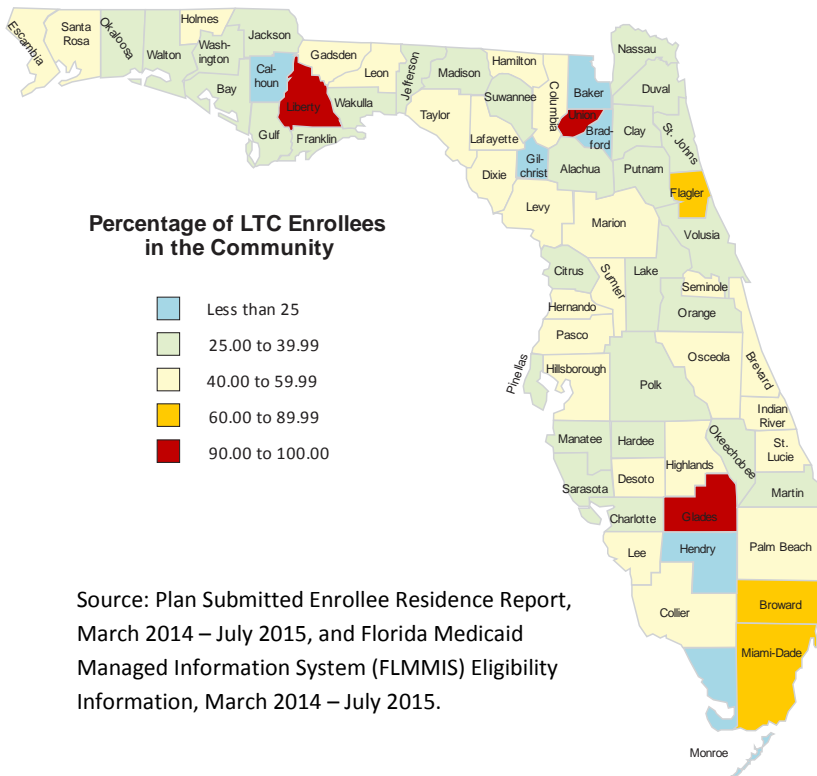 Escambia
Santa
Rosa
Okaloosa
Walton
Holmes
Wash-
ington
Bay
Jackson
Cal-
houn
Gulf
Liberty
Franklin
Gadsden
Leon
Wakulla
Jefferson
Madison
Taylor
Hamilton
Suwannee
Lafayette
Dixie
Columbia
Gil-
christ
Levy
Baker
Union
Brad-
ford
Alachua
Nassau
Duval
Clay
St. Johns
Putnam
Flagler
Marion
Volusia
Citrus
Sumter
Lake
Seminole
Hernando
Orange
Pasco
Pinellas
Hillsborough
Polk
Osceola
Brevard
Indian
River
Manatee
Hardee
Highlands
Okeechobee
St.
Lucie
Sarasota
Desoto
Martin
Charlotte
Glades
Lee
Hendry
Palm Beach
Collier
Broward
Miami-Dade
Monroe
Percentage of LTC Enrollees
in the Community
Less than 25
25.00 to 39.99
40.00 to 59.99
60.00 to 89.99
90.00 to 100.00
Source: Plan Submitted Enrollee Residence Report,
March 2014 – July 2015, and Florida Medicaid
Managed Information System (FLMMIS) Eligibility
Information, March 2014 – July 2015.